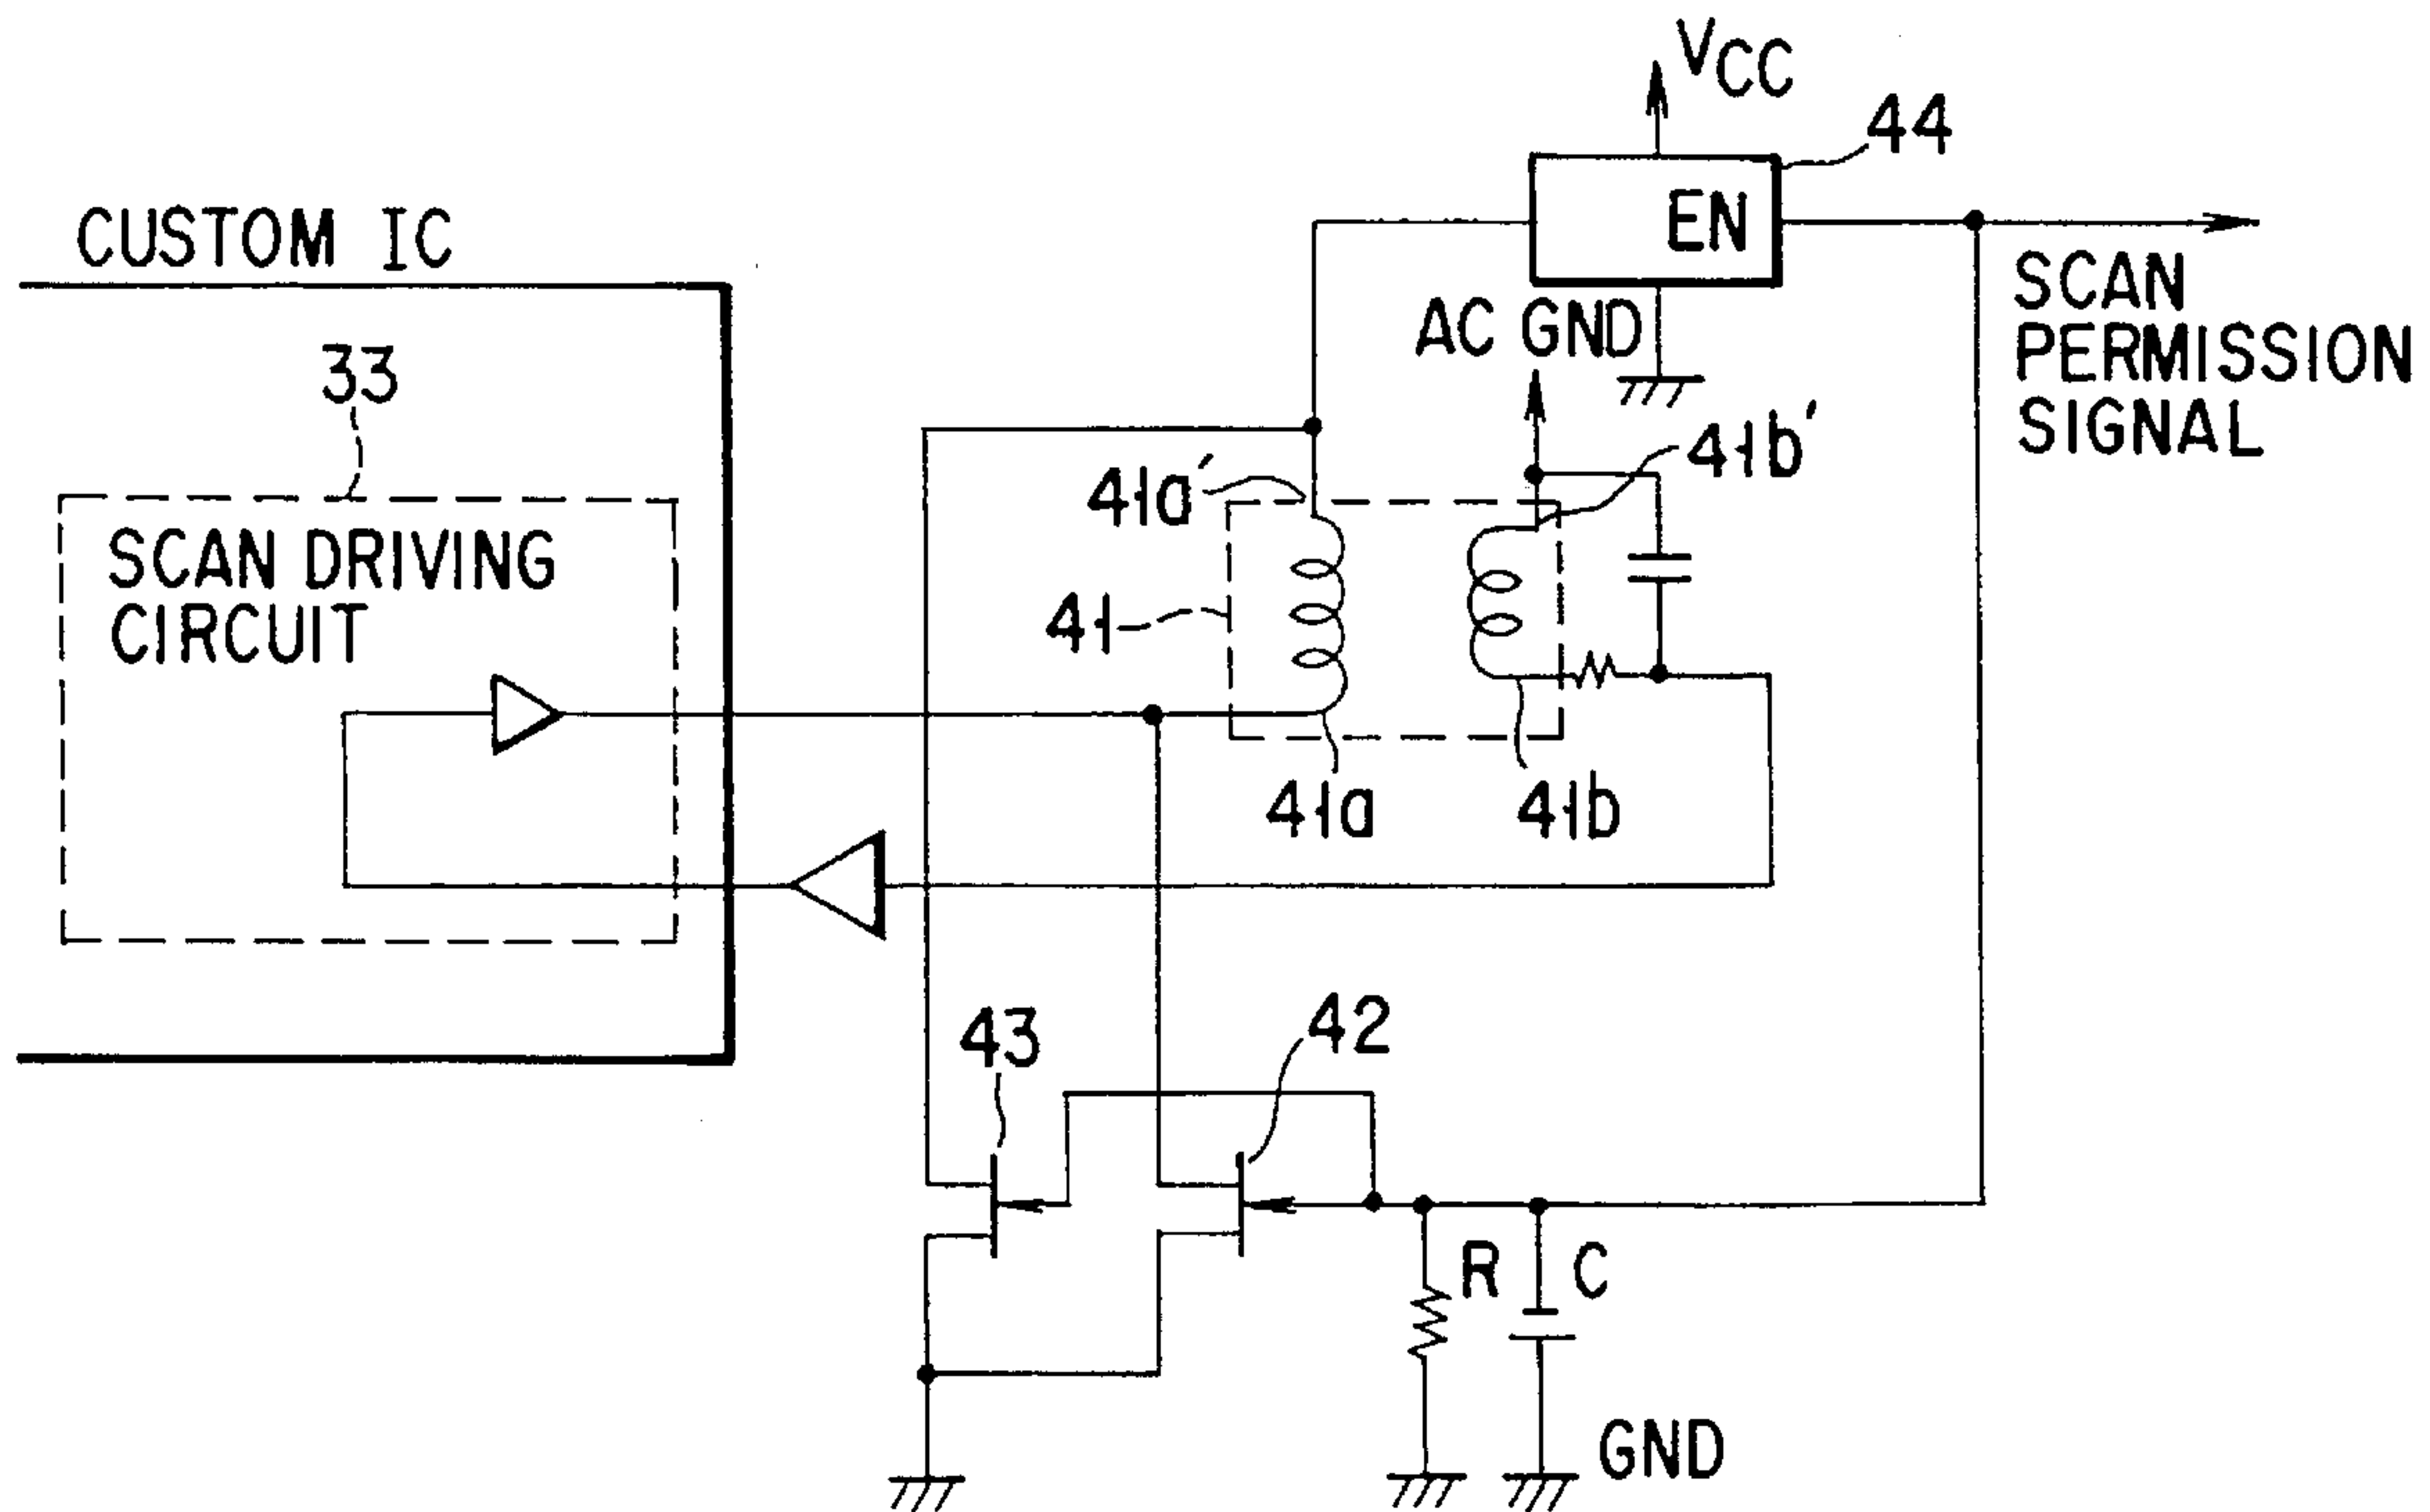 VCC
44
EN
CUSTOM IC
AC GND
SCAN
PERMISSION
SIGNAL
33
41a'
41b'
SCAN DRIVING
CIRCUIT
41
41a
41b
43
42
R
C
GND